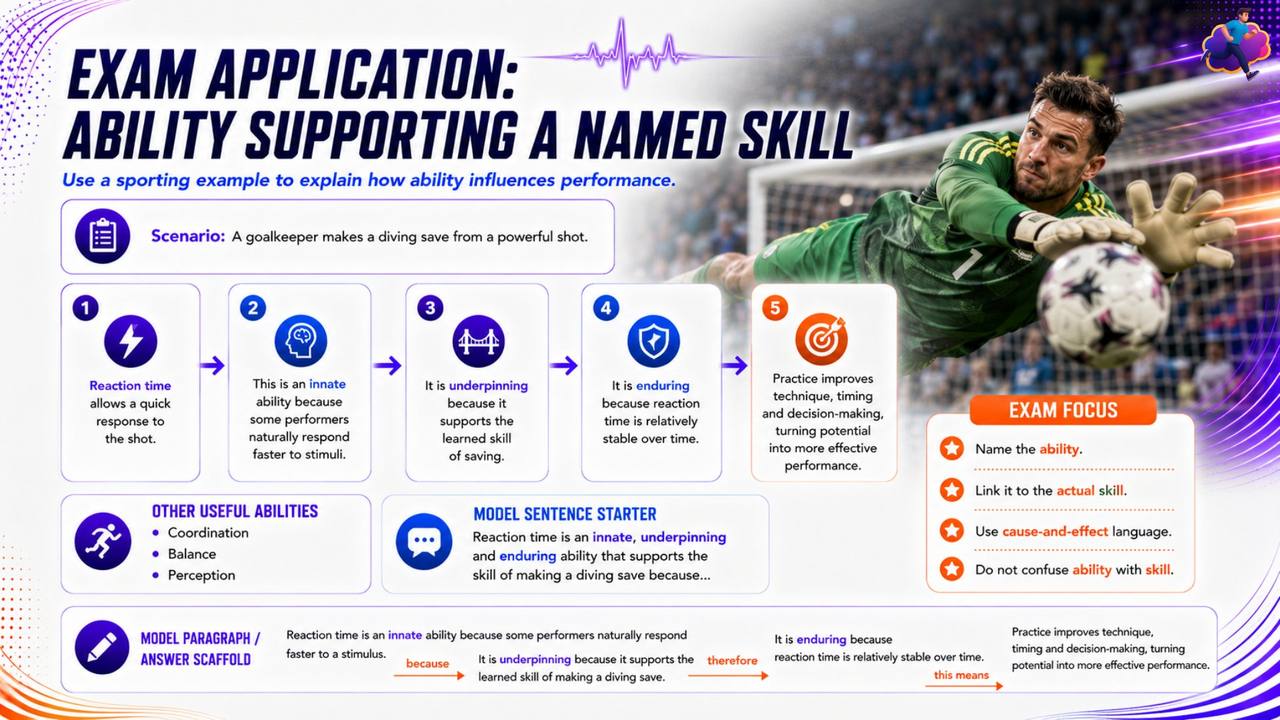 EXAM APPLICATION:
ABILITY SUPPORTING A NAMED SKILL
Use a sporting example to explain how ability influences performance.
Scenario: A goalkeeper makes a diving save from a powerful shot.
1
Reaction time
allows a quick
response to
the shot.
2
This is an innate
ability because
some performers
naturally respond
faster to stimuli.
3
It is underpinning
because it
supports the
learned skill
of saving.
4
It is enduring
because reaction
time is relatively
stable over time.
5
Practice improves
technique, timing
and decision-making,
turning potential
into more effective
performance.
1
EXAM FOCUS
Name the ability.
Link it to the actual skill.
Use cause-and-effect language.
Do not confuse ability with skill.
OTHER USEFUL ABILITIES
• Coordination
• Balance
• Perception
MODEL SENTENCE STARTER
Reaction time is an innate, underpinning
and enduring ability that supports the
skill of making a diving save because...
MODEL PARAGRAPH /
ANSWER SCAFFOLD
Reaction time is an innate ability because some performers naturally respond
faster to a stimulus.
because
It is underpinning because it supports the
learned skill of making a diving save.
therefore
It is enduring because
reaction time is relatively stable over time.
this means
Practice improves technique,
timing and decision-making, turning
potential into more effective performance.